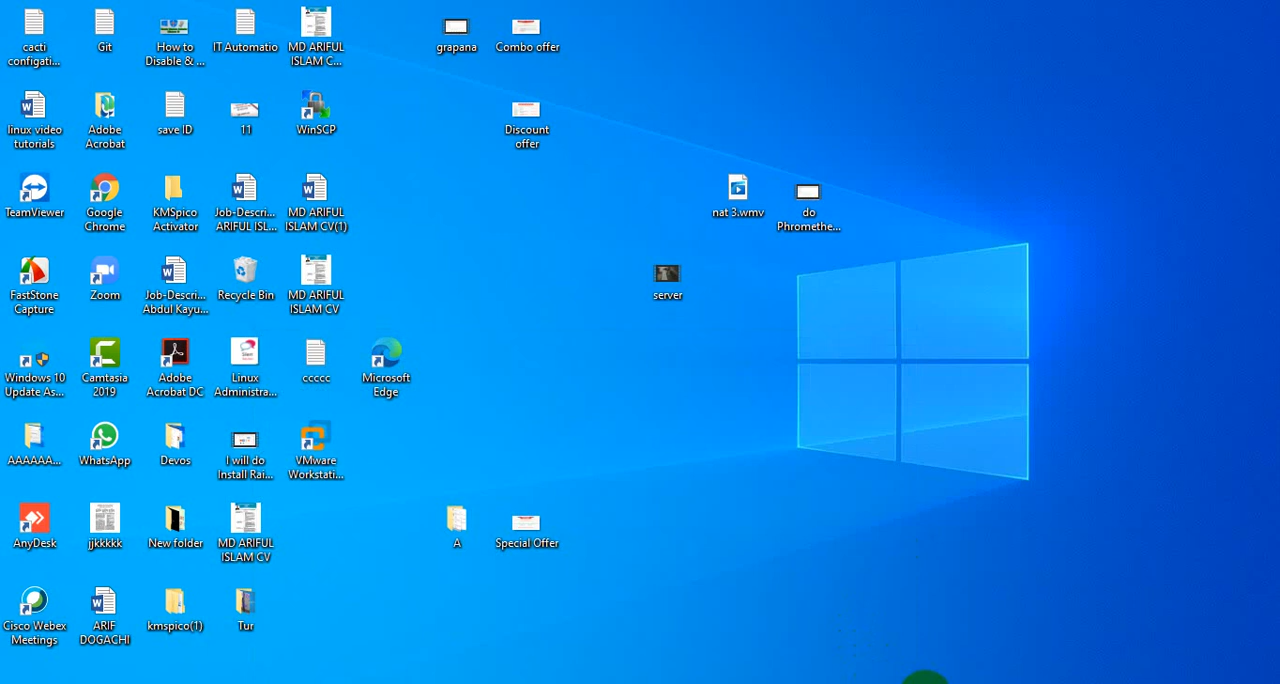 cacti
configati...
Git
How to
Disable & ...
IT Automatio
MD ARIFUL
ISLAM C...
grapana
Combo offer
linux video
tutorials
Adobe
Acrobat
save ID
11
WinSCP
Discount
offer
TeamViewer
Google
Chrome
KMSpico
Activator
Job-Descri...
ARIFUL ISL...
MD ARIFUL
ISLAM CV(1)
nat 3.wmv
do
Phromethe...
FastStone
Capture
Zoom
Job-Descri...
Abdul Kayu...
Recycle Bin
MD ARIFUL
ISLAM CV
server
Windows 10
Update As...
Camtasia
2019
Adobe
Acrobat DC
Linux
Administra...
ccccc
Microsoft
Edge
AAAAAA...
WhatsApp
Devos
I will do
Install Rai...
VMware
Workstati...
AnyDesk
jjkkkkk
New folder
MD ARIFUL
ISLAM CV
A
Special Offer
Cisco Webex
Meetings
ARIF
DOGACHI
kmspico(1)
Tur